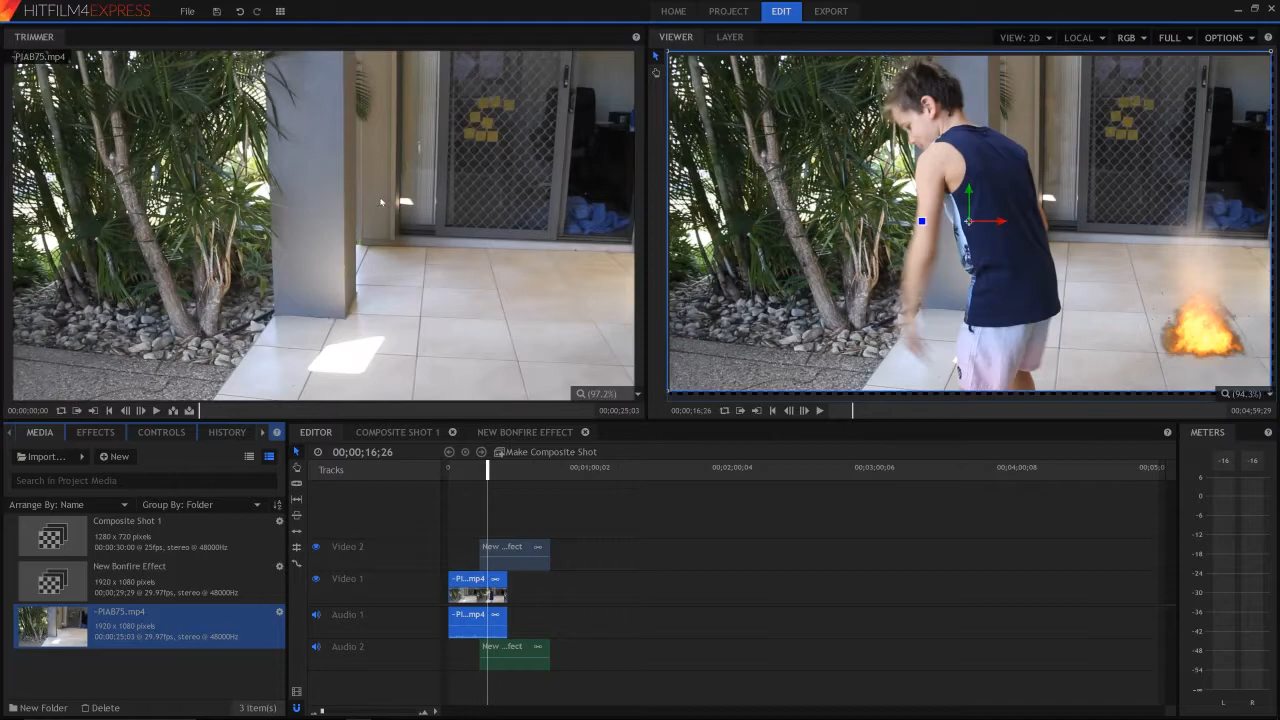 HITFILM4EXPRESS
File
HOME
PROJECT
EDIT
EXPORT
TRIMMER
VIEWER
LAYER
VIEW: 2D
LOCAL
RGB
FULL
OPTIONS
~PIAB75.mp4
(97.2%)
(94.3%)
00;00;00;00
00;00;25;03
00;00;16;26
00;04;59;29
MEDIA
EFFECTS
CONTROLS
HISTORY
EDITOR
COMPOSITE SHOT 1
NEW BONFIRE EFFECT
METERS
Import...
New
00;00;16;26
Make Composite Shot
Search in Project Media
Tracks
0
00;01;00;02
00;02;00;04
00;03;00;06
00;04;00;08
00;05;0
Arrange By: Name
Group By: Folder
Composite Shot 1
1280 x 720 pixels
00:00:30:00 @ 25fps, stereo @ 48000Hz
New Bonfire Effect
1920 x 1080 pixels
00;00;29;29 @ 29.97fps, stereo @ 48000Hz
~PIAB75.mp4
1920 x 1080 pixels
00;00;25;03 @ 29.97fps, stereo @ 48000Hz
Video 2
New ...fect
Video 1
~PI...mp4
Audio 1
~PI...mp4
Audio 2
New ...fect
-16
-16
6
0
-6
-12
-18
-24
-30
-36
-42
-48
-54
-∞
L
R
New Folder
Delete
3 item(s)